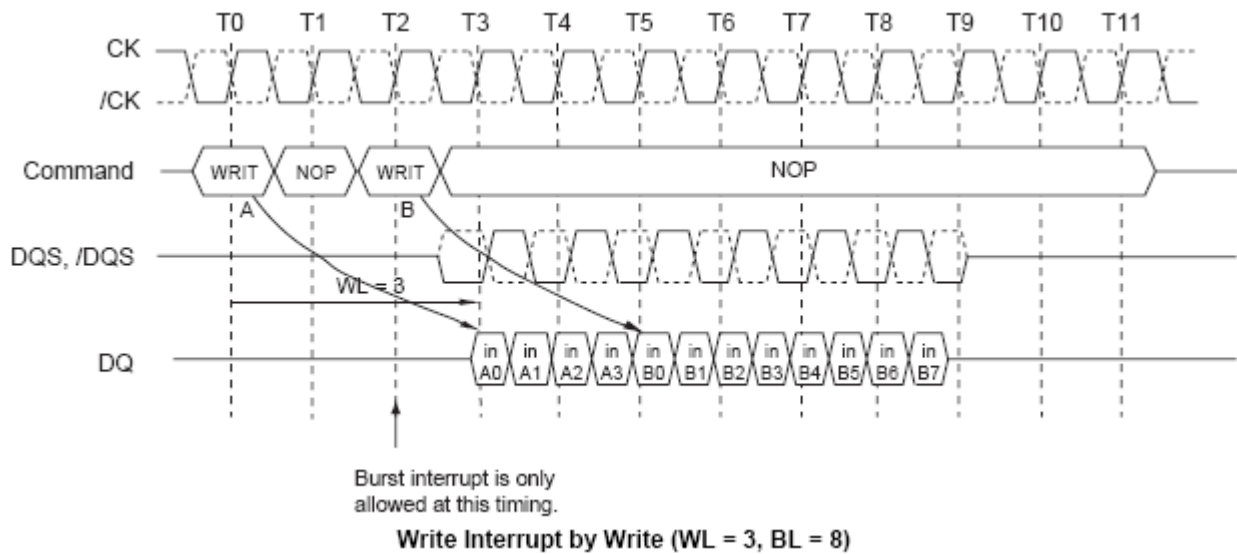 T0 T1 T2 T3 T4 T5 T6 T7 T8 T9 T10 T11
CK
/CK
Command WRIT NOP WRIT NOP
A B
DQS, /DQS
WL = 3
DQ
in in in in in in in in in in in in
A0 A1 A2 A3 B0 B1 B2 B3 B4 B5 B6 B7
Burst interrupt is only
allowed at this timing.
Write Interrupt by Write (WL = 3, BL = 8)